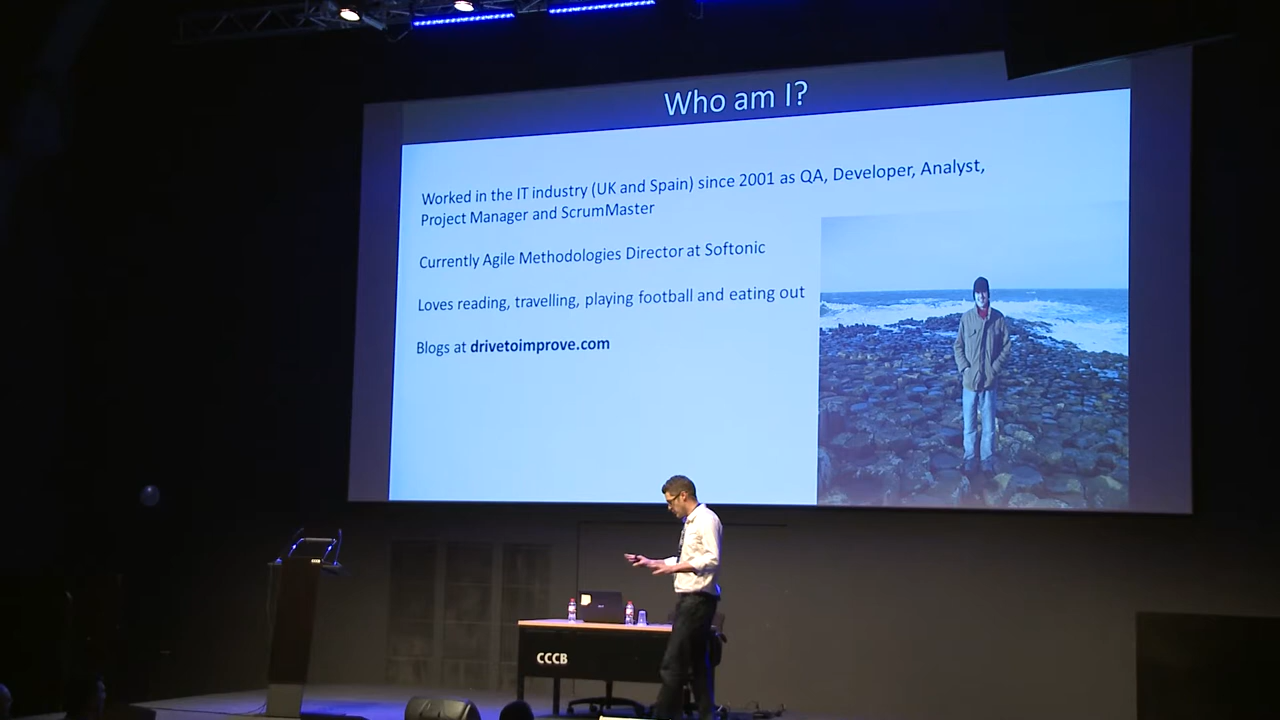 Who am I?
Worked in the IT industry (UK and Spain) since 2001 as QA, Developer, Analyst,
Project Manager and ScrumMaster
Currently Agile Methodologies Director at Softonic
Loves reading, travelling, playing football and eating out
Blogs at drivetoimprove.com
CCCB